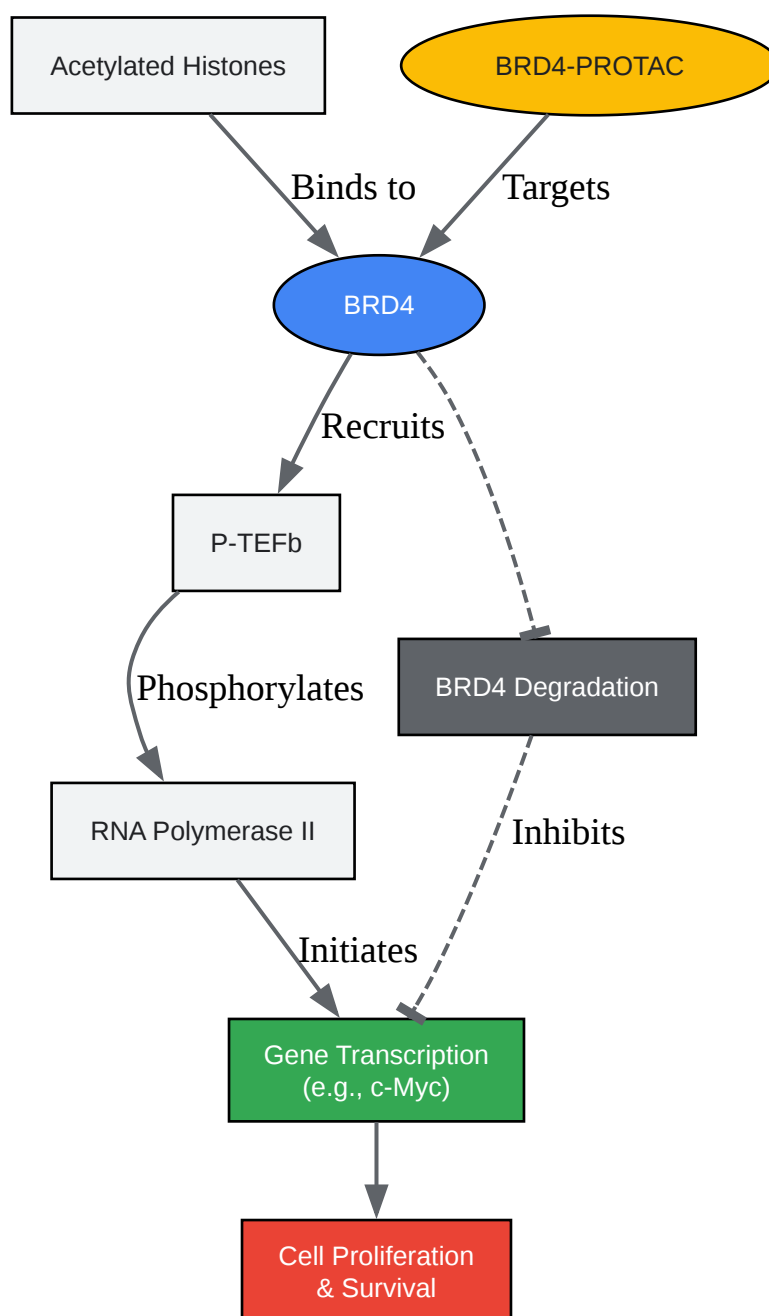 Acetylated Histones
BRD4-PROTAC
Binds to
Targets
BRD4
Recruits
P-TEFb
BRD4 Degradation
Phosphorylates
RNA Polymerase II
Inhibits
Initiates
Gene Transcription
(e.g., c-Myc)
Cell Proliferation
& Survival